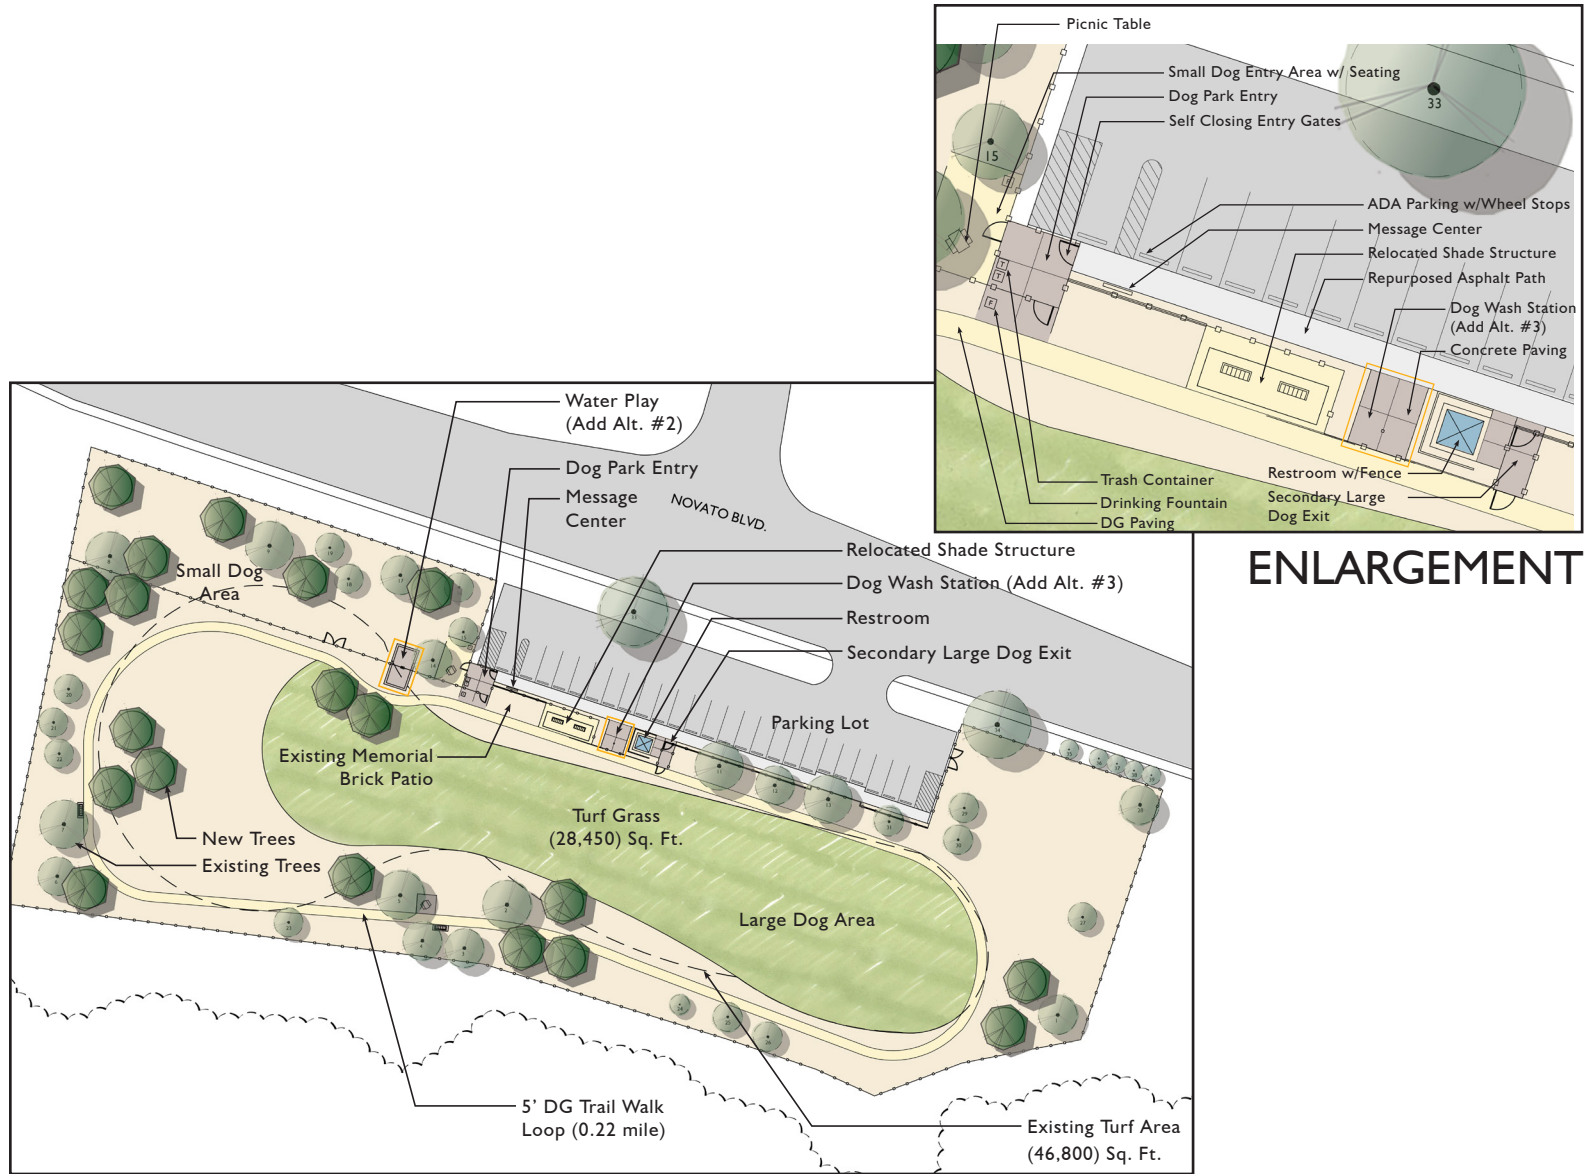 Picnic Table
Small Dog Entry Area w/ Seating
Dog Park Entry
Self Closing Entry Gates
33
15
ADA Parking w/Wheel Stops
Message Center
Relocated Shade Structure
Repurposed Asphalt Path
Dog Wash Station
(Add Alt. #3)
Concrete Paving
T
T
F
Trash Container
Drinking Fountain
DG Paving
Restroom w/Fence
Secondary Large
Dog Exit
ENLARGEMENT
Water Play
(Add Alt. #2)
Dog Park Entry
Message
Center
NOVATO BLVD.
Relocated Shade Structure
Dog Wash Station (Add Alt. #3)
Restroom
Secondary Large Dog Exit
Small Dog
Area
Parking Lot
Existing Memorial
Brick Patio
Turf Grass
(28,450) Sq. Ft.
New Trees
Existing Trees
Large Dog Area
5’ DG Trail Walk
Loop (0.22 mile)
Existing Turf Area
(46,800) Sq. Ft.